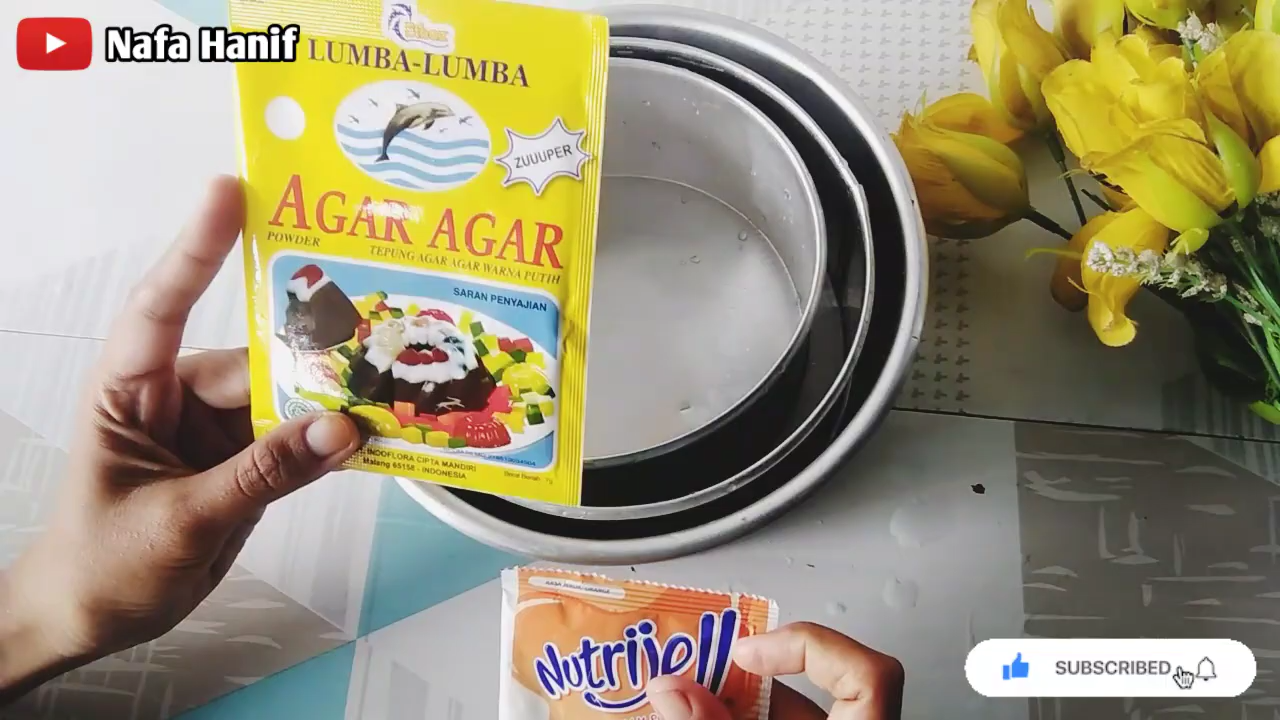 Nafa Hanif
LUMBA-LUMBA
ZUUUPER
AGAR AGAR
POWDER
TEPUNG AGAR AGAR WARNA PUTIH
SARAN PENYAJIAN
INDOFLORA CIPTA MANDIRI
Malang 65158 - INDONESIA
Nutrijell
SUBSCRIBED